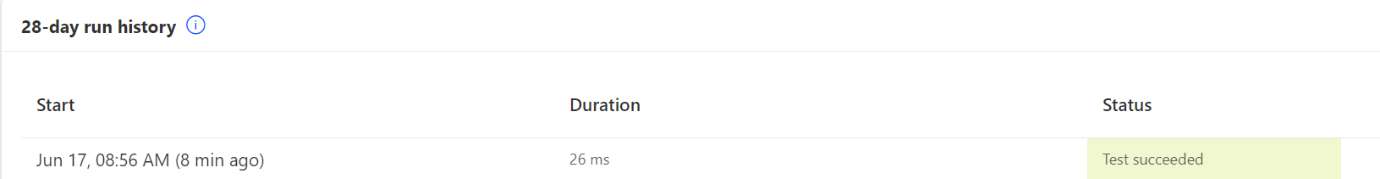 28-day run history
Start Duration Status
Jun 17, 08:56 AM (8 min ago) 26 ms Test succeeded